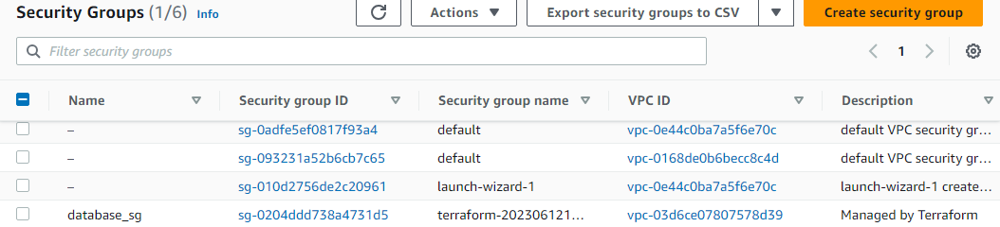 Security Groups (1/6) Info
Actions
Export security groups to CSV
Create security group
Filter security groups
1
Name Security group ID Security group name VPC ID Description
– sg-0adfe5ef0817f93a4 default vpc-0e44c0ba7a5f6e70c default VPC security gr...
– sg-093231a52b6cb7c65 default vpc-0168de0b6becc8c4d default VPC security gr...
– sg-010d2756de2c20961 launch-wizard-1 vpc-0e44c0ba7a5f6e70c launch-wizard-1 create...
database_sg sg-0204ddd738a4731d5 terraform-202306121... vpc-03d6ce07807578d39 Managed by Terraform